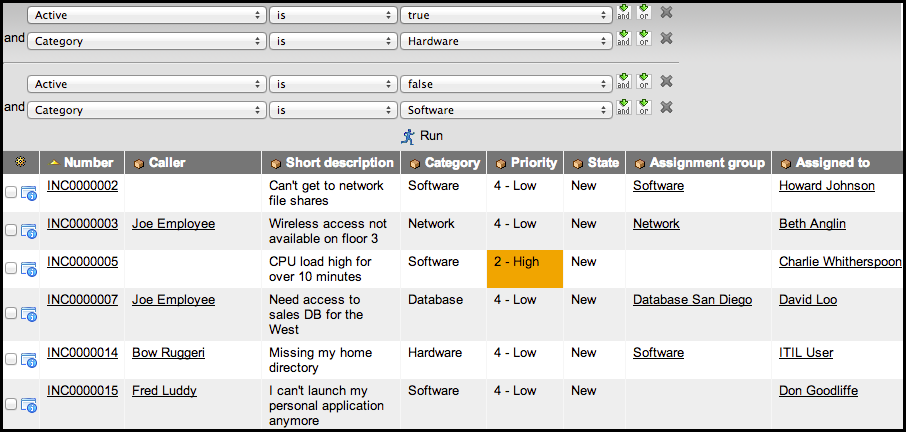 Active is true and or
and Category is Hardware and or
Active is false and or
and Category is Software and or
Run
Number Caller Short description Category Priority State Assignment group Assigned to
INC0000002 Can't get to network Software 4 - Low New Software Howard Johnson
file shares
INC0000003 Joe Employee Wireless access not Network 4 - Low New Network Beth Anglin
available on floor 3
INC0000005 CPU load high for Software 2 - High New Charlie Whitherspoon
over 10 minutes
INC0000007 Joe Employee Need access to Database 4 - Low New Database San Diego David Loo
sales DB for the
West
INC0000014 Bow Ruggeri Missing my home Hardware 4 - Low New Software ITIL User
directory
INC0000015 Fred Luddy I can't launch my Software 4 - Low New Don Goodliffe
personal application
anymore